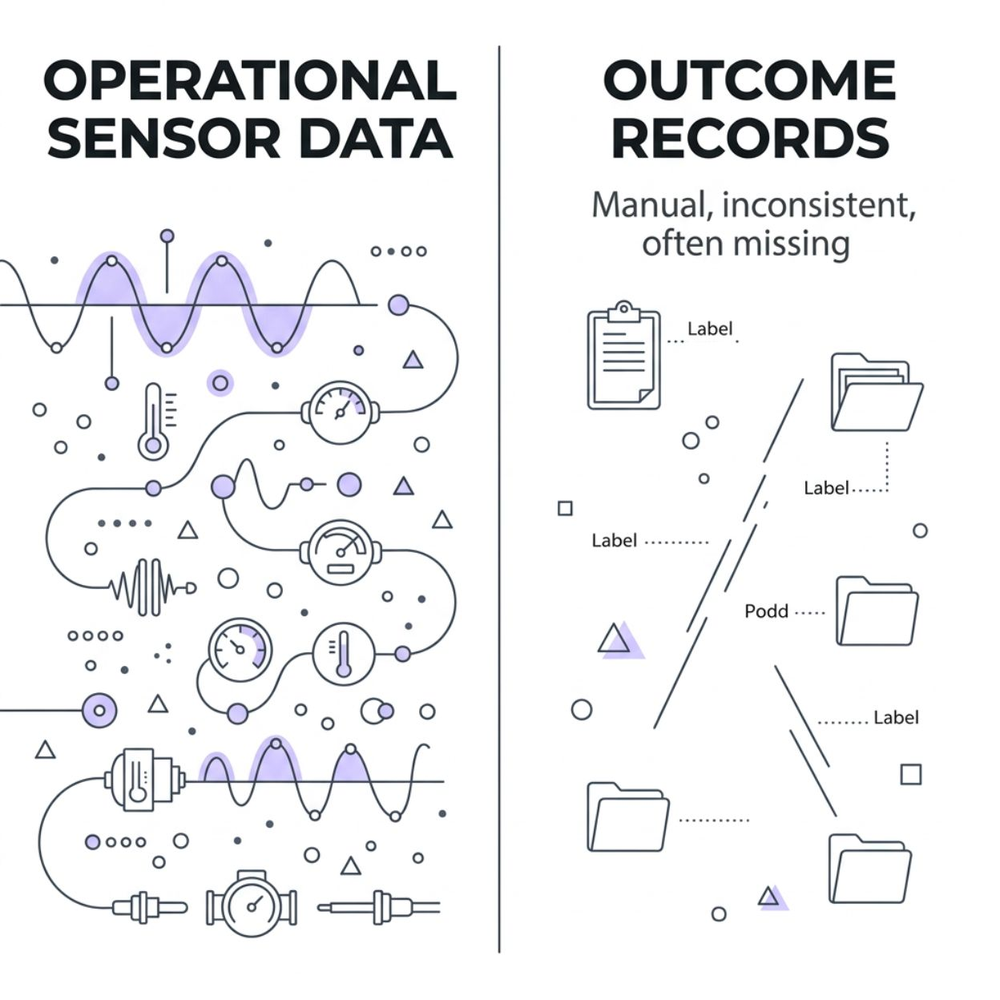 OPERATIONAL
SENSOR DATA
OUTCOME
RECORDS
Manual, inconsistent,
often missing
Label
Label
Label
Podd
Label